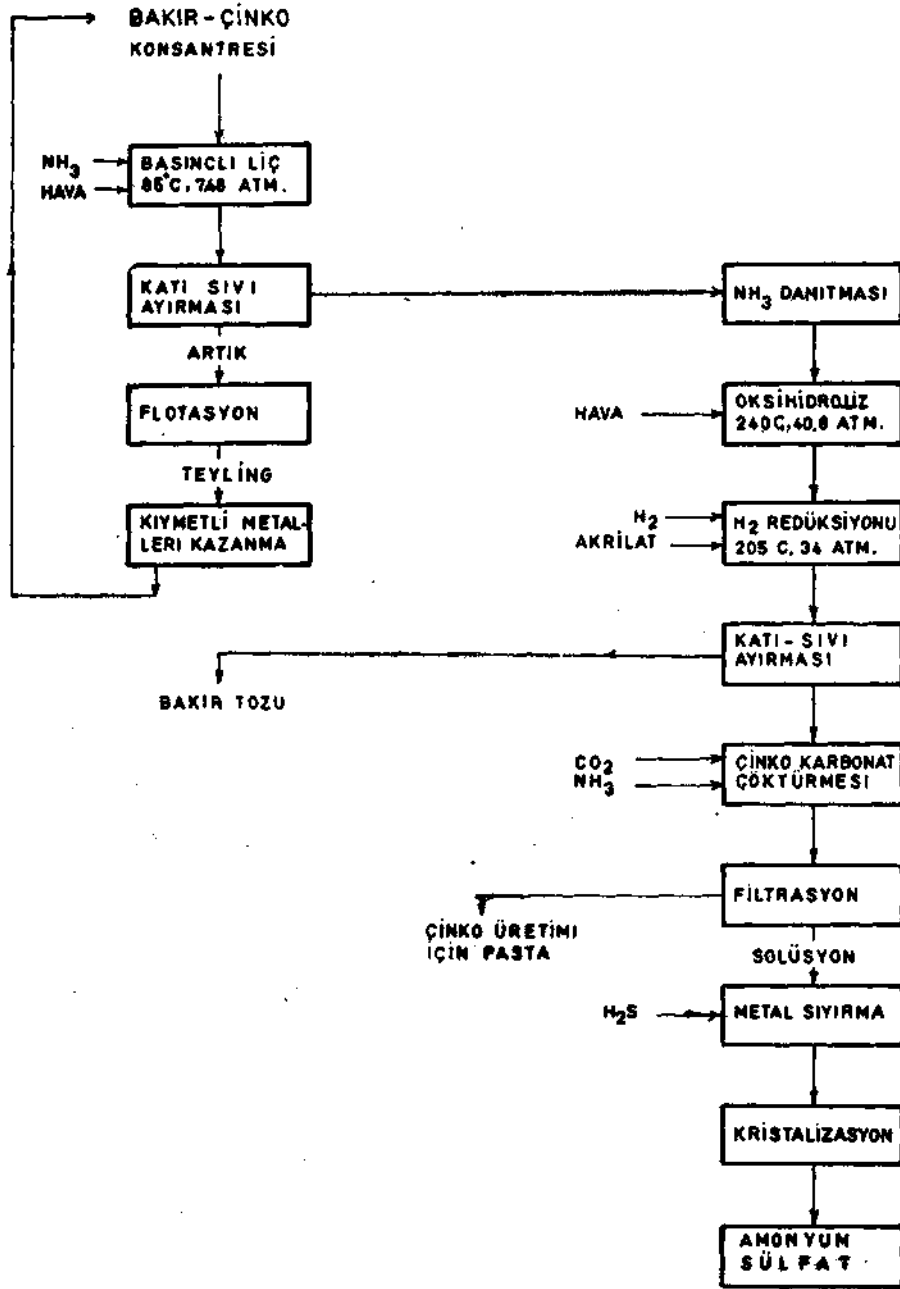 BAKIR-ÇİNKO
KONSANTRESİ
NH3
HAVA
BASINCLI LİÇ
85°C, 7,48 ATM.
KATI SIVI
AYIRMASI
ARTIK
FLOTASYON
TEYLİNG
KIYMETLİ METAL-
LERI KAZANMA
NH3 DANITMASI
HAVA
OKSİHİDROLİZ
240C, 40,8 ATM.
H2
AKRİLAT
H2 REDÜKSİYONU
205 C, 34 ATM.
KATI-SIVI
AYIRMASI
BAKIR TOZU
CO2
NH3
ÇİNKO KARBONAT
ÇÖKTÜRMESİ
FİLTRASYON
ÇİNKO ÜRETİMI
İÇİN PASTA
SOLÜSYON
H2S
METAL SIYIRMA
KRİSTALİZASYON
AMONYUM
SÜLFAT